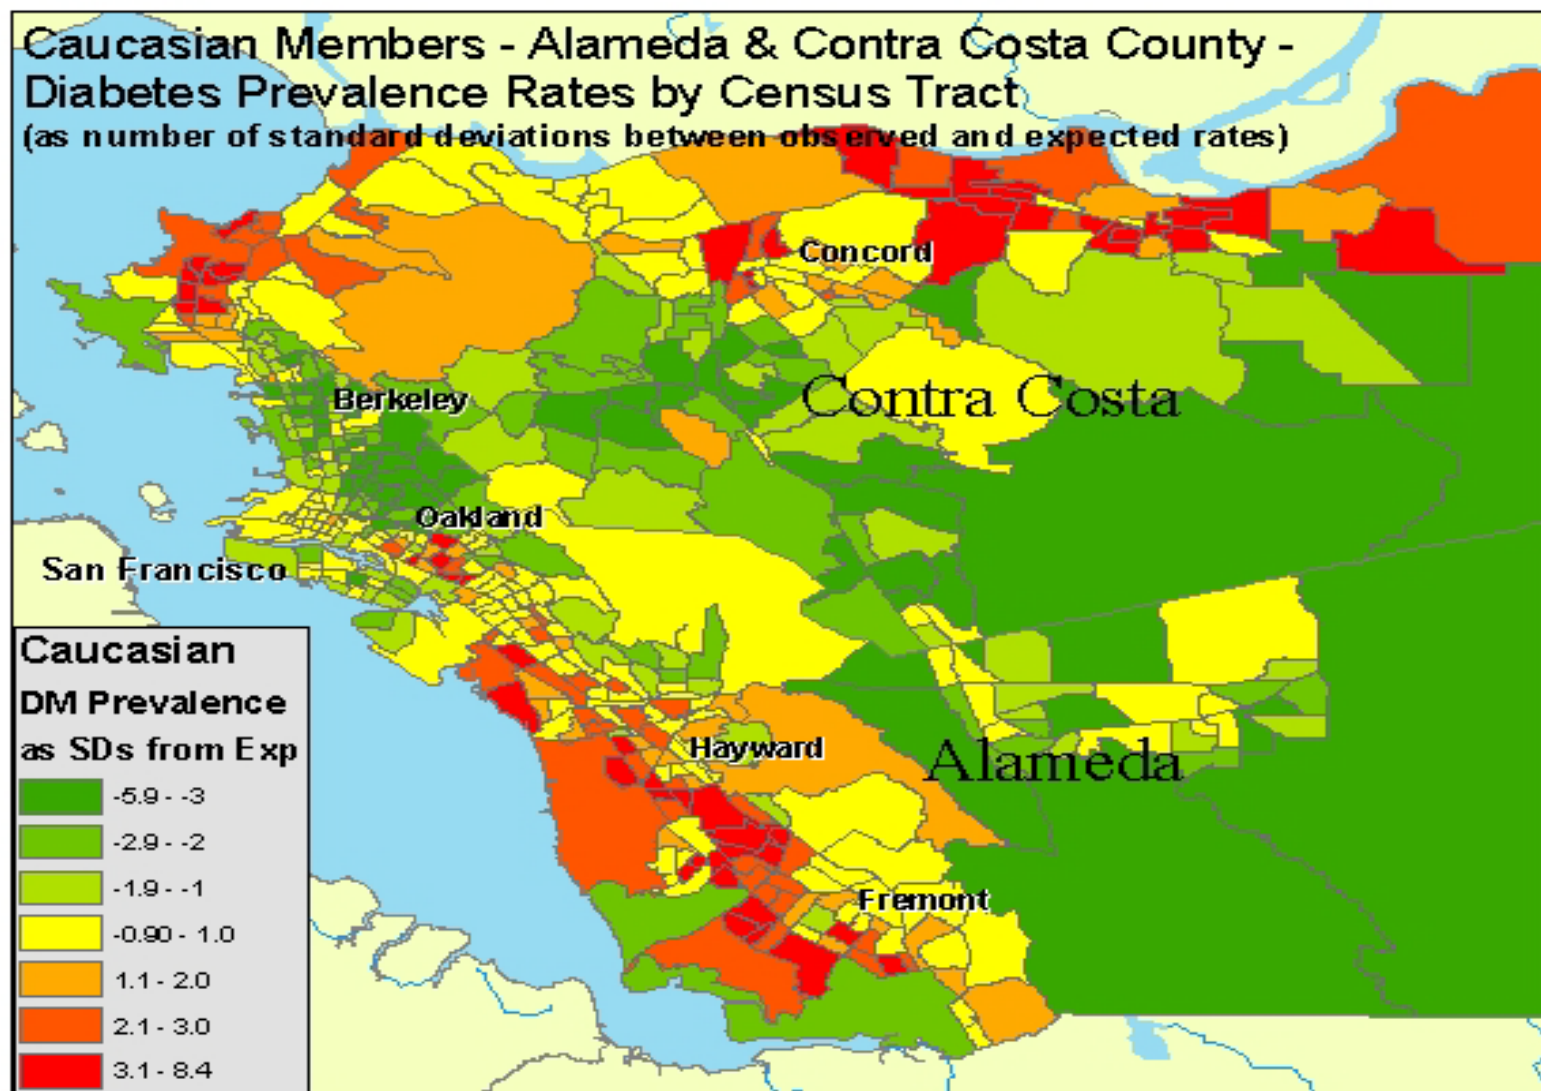 Caucasian Members - Alameda & Contra Costa County -
Diabetes Prevalence Rates by Census Tract
(as number of standard deviations between observed and expected rates)
Concord
Contra Costa
Berkeley
Oakland
San Francisco
Hayward
Alameda
Fremont
Caucasian
DM Prevalence
as SDs from Exp
-5.9 - -3
-2.9 - -2
-1.9 - -1
-0.90 - 1.0
1.1 - 2.0
2.1 - 3.0
3.1 - 8.4